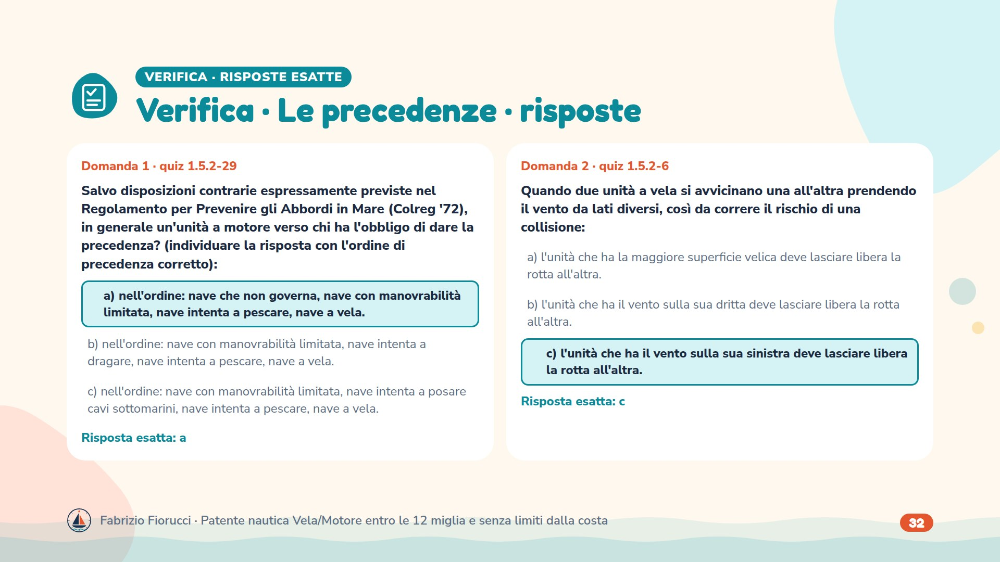 VERIFICA · RISPOSTE ESATTE
Verifica · Le precedenze · risposte
Domanda 1 · quiz 1.5.2-29
Salvo disposizioni contrarie espressamente previste nel
Regolamento per Prevenire gli Abbordi in Mare (Colreg '72),
in generale un'unità a motore verso chi ha l'obbligo di dare la
precedenza? (individuare la risposta con l'ordine di
precedenza corretto):
a) nell'ordine: nave che non governa, nave con manovrabilità
limitata, nave intenta a pescare, nave a vela.
b) nell'ordine: nave con manovrabilità limitata, nave intenta a
dragare, nave intenta a pescare, nave a vela.
c) nell'ordine: nave con manovrabilità limitata, nave intenta a posare
cavi sottomarini, nave intenta a pescare, nave a vela.
Risposta esatta: a
Domanda 2 · quiz 1.5.2-6
Quando due unità a vela si avvicinano una all'altra prendendo
il vento da lati diversi, così da correre il rischio di una
collisione:
a) l'unità che ha la maggiore superficie velica deve lasciare libera la
rotta all'altra.
b) l'unità che ha il vento sulla sua dritta deve lasciare libera la rotta
all'altra.
c) l'unità che ha il vento sulla sua sinistra deve lasciare libera
la rotta all'altra.
Risposta esatta: c
Fabrizio Fiorucci · Patente nautica Vela/Motore entro le 12 miglia e senza limiti dalla costa
32